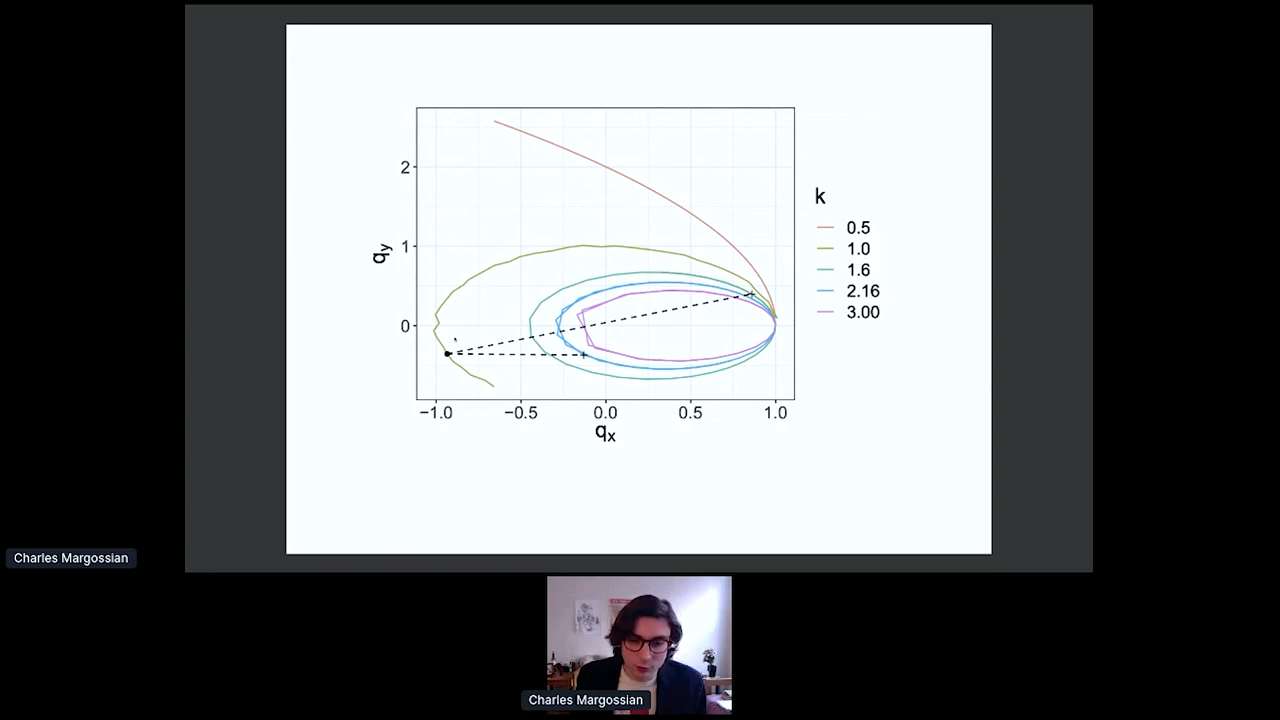 k
0.5
1.0
1.6
2.16
3.00
2
1
0
qy
−1.0 −0.5 0.0 0.5 1.0
qx
Charles Margossian
Charles Margossian